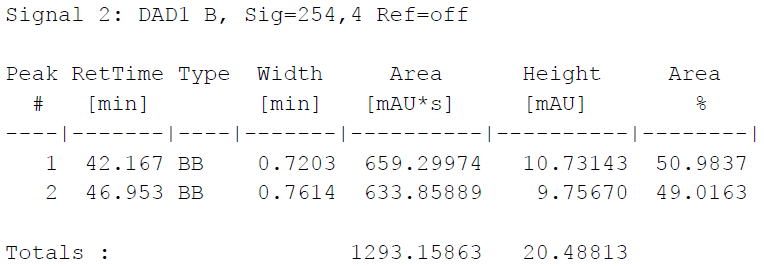 Signal 2: DAD1 B, Sig=254,4 Ref=off
Peak RetTime Type Width Area Height Area
# [min] [min] [mAU*s] [mAU] %
----|-------|----|-------|----------|----------|--------|
1 42.167 BB 0.7203 659.29974 10.73143 50.9837
2 46.953 BB 0.7614 633.85889 9.75670 49.0163
Totals : 1293.15863 20.48813